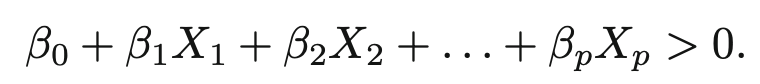 β₀ + β₁X₁ + β₂X₂ + . . . + βₚXₚ > 0.